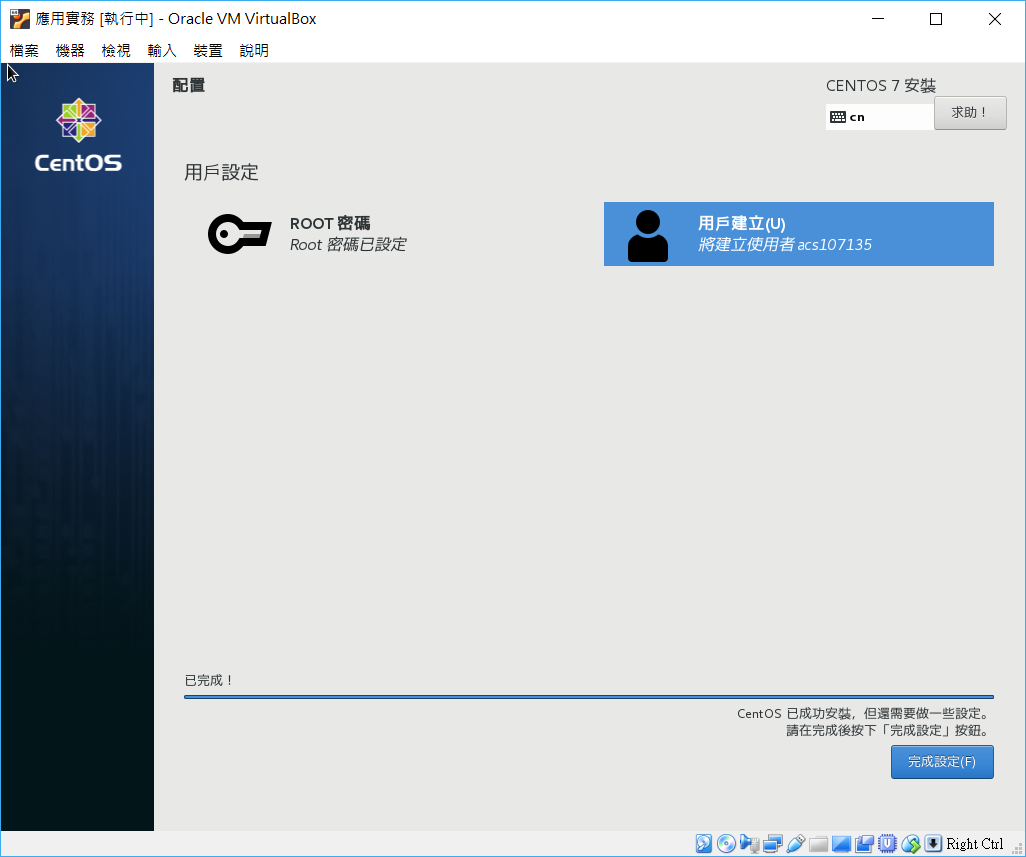 應用實務 [執行中] - Oracle VM VirtualBox
檔案 機器 檢視 輸入 裝置 說明
CentOS
配置
CENTOS 7 安裝
cn
求助！
用戶設定
ROOT 密碼
Root 密碼已設定
用戶建立(U)
將建立使用者 acs107135
已完成！
CentOS 已成功安裝，但還需要做一些設定。
請在完成後按下「完成設定」按鈕。
完成設定(F)
Right Ctrl